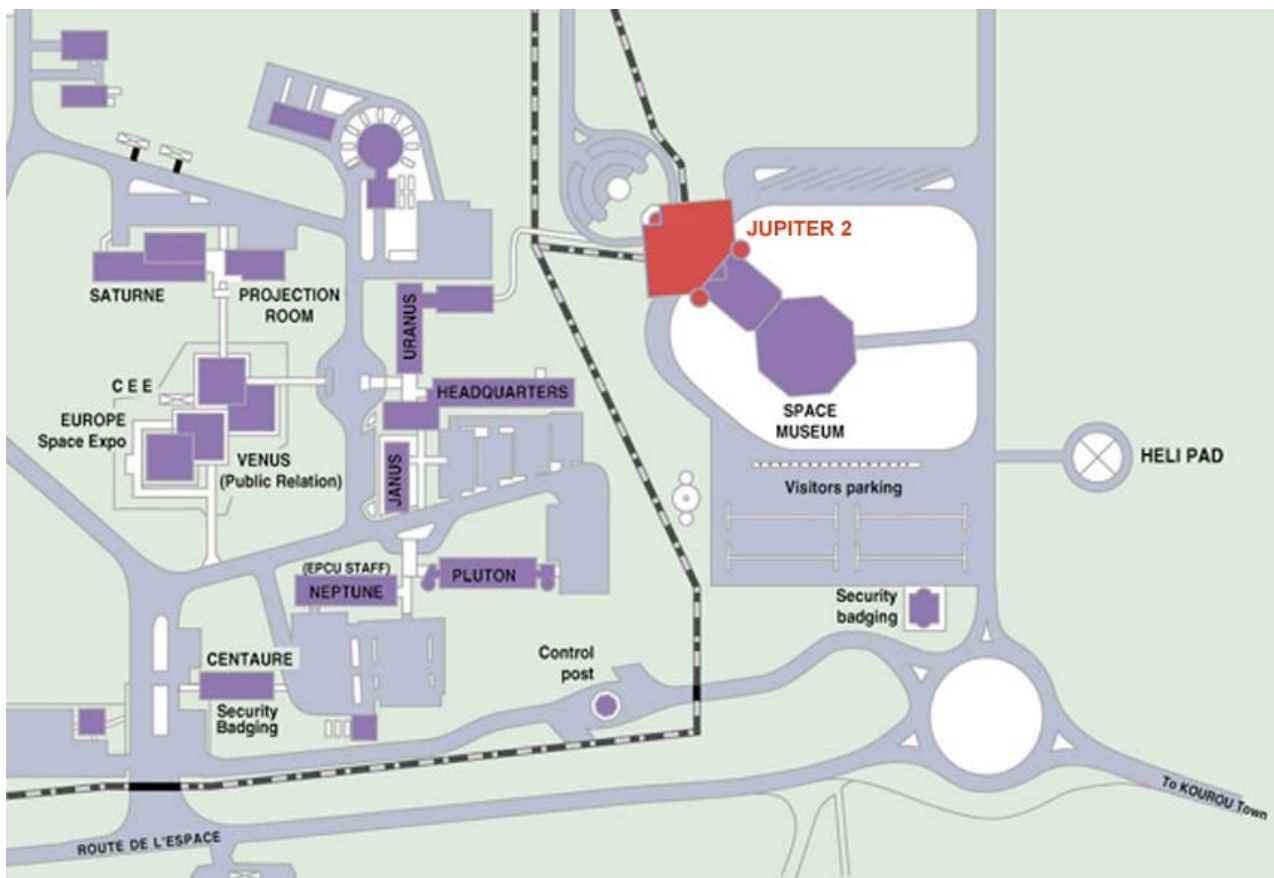 JUPITER 2
SATURNE
PROJECTION
ROOM
URANUS
C E E
HEADQUARTERS
EUROPE
Space Expo
VENUS
(Public Relation)
JANUS
SPACE
MUSEUM
HELI PAD
Visitors parking
(EPCU STAFF)
NEPTUNE
PLUTON
Security
badging
CENTAURE
Control
post
Security
Badging
To KOUROU Town
ROUTE DE L'ESPACE